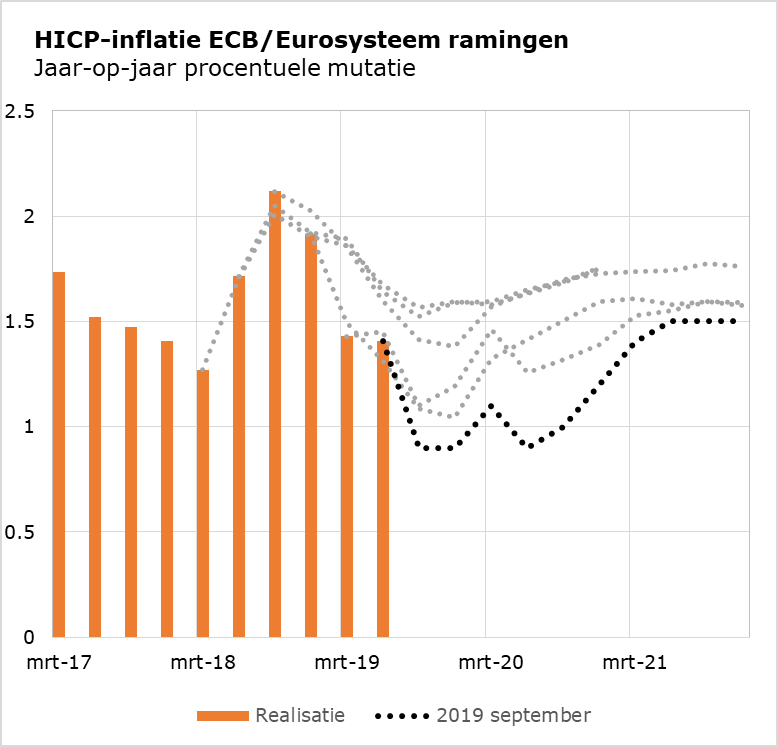 HICP-inflatie ECB/Eurosysteem ramingen
Jaar-op-jaar procentuele mutatie
2.5
2
1.5
1
0.5
0
mrt-17 mrt-18 mrt-19 mrt-20 mrt-21
Realisatie 2019 september